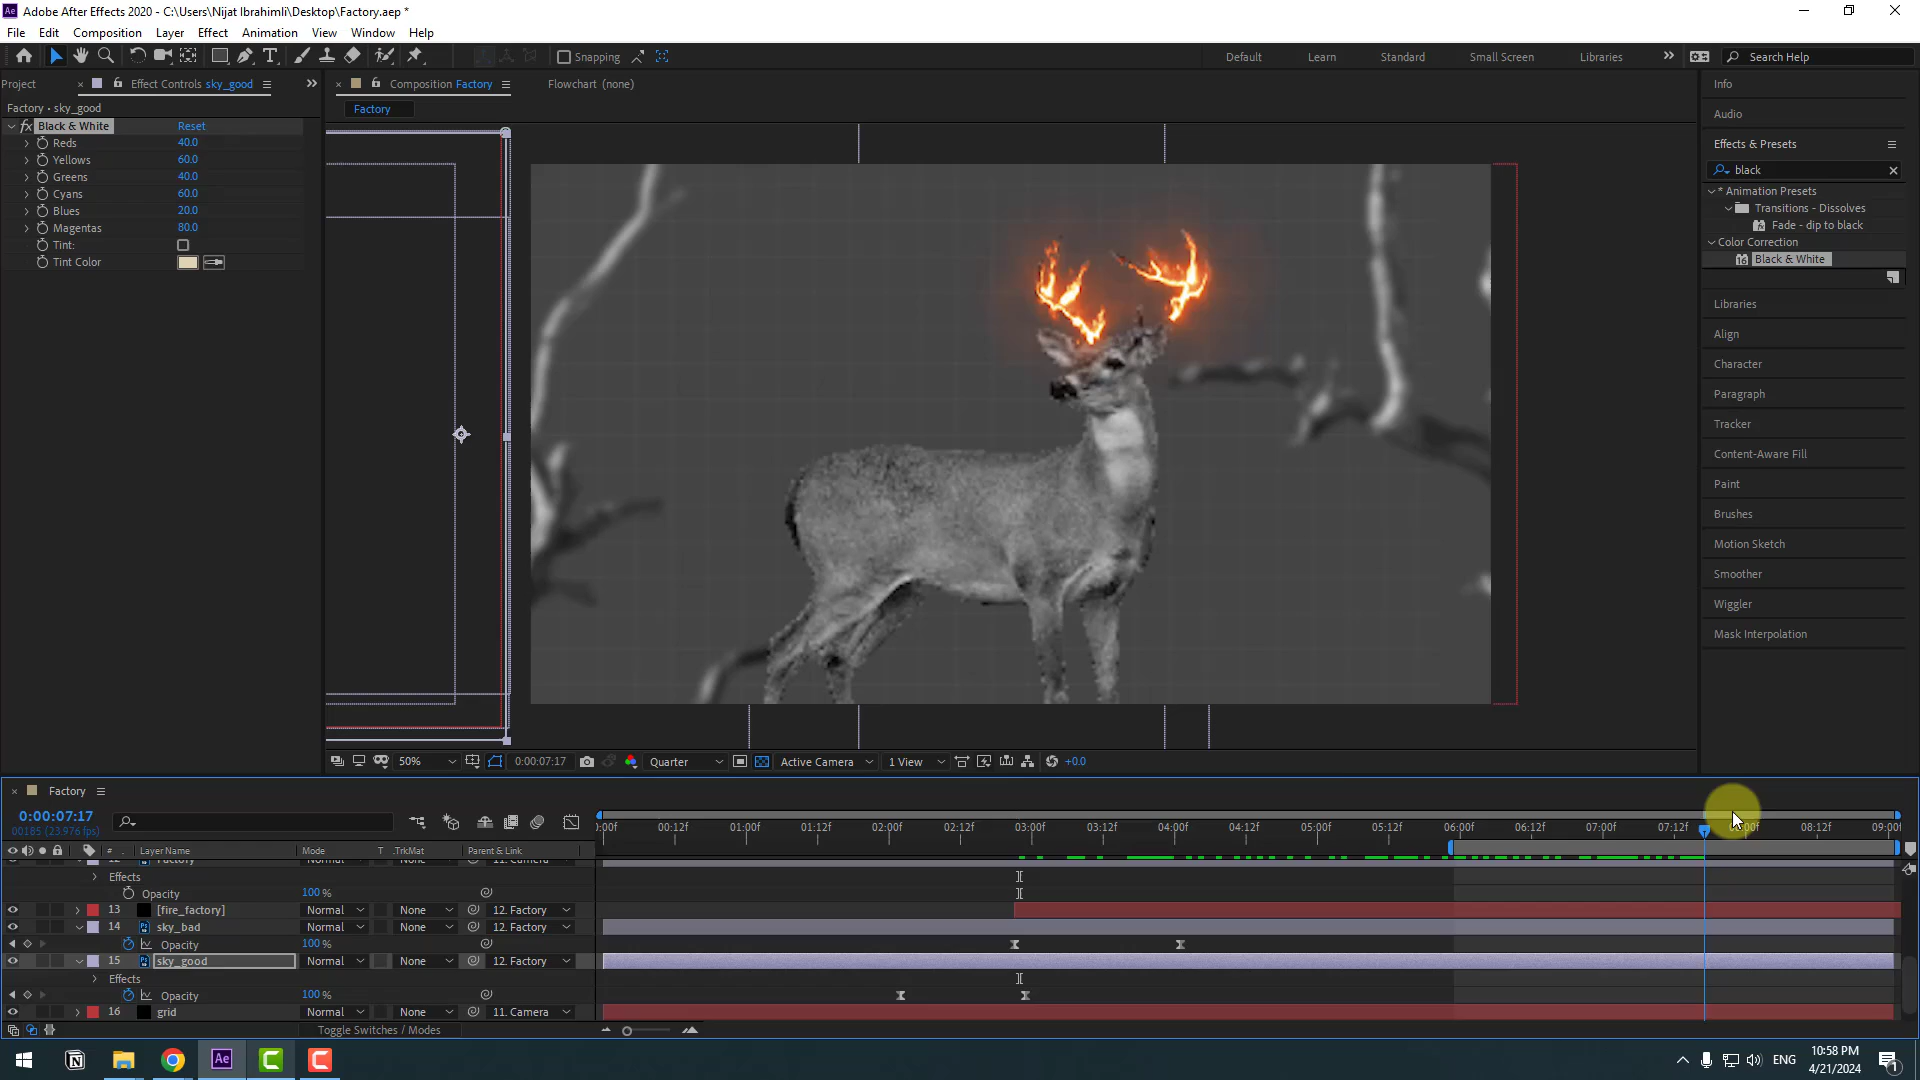 Adobe After Effects 2020 - C:\Users\Nijat Ibrahimli\Desktop\Factory.aep *
File Edit Composition Layer Effect Animation View Window Help
Snapping Default Learn Standard Small Screen Libraries Search Help
Project Effect Controls sky_good Composition Factory Flowchart (none)
Factory • sky_good
Factory
Black & White Reset
Reds 40.0
Yellows 60.0
Greens 40.0
Cyans 60.0
Blues 20.0
Magentas 80.0
Tint:
Tint Color
Info
Audio
Effects & Presets
black
* Animation Presets
Transitions - Dissolves
Fade - dip to black
Color Correction
Black & White
Libraries
Align
Character
Paragraph
Tracker
Content-Aware Fill
Paint
Brushes
Motion Sketch
Smoother
Wiggler
Mask Interpolation
50% 0:00:07:17 Quarter Active Camera 1 View +0.0
Factory
0:00:07:17
00185 (23.976 fps)
:00f 00:12f 01:00f 01:12f 02:00f 02:12f 03:00f 03:12f 04:00f 04:12f 05:00f 05:12f 06:00f 06:12f 07:00f 07:12f 08:12f 09:00f
# Layer Name Mode T .TrkMat Parent & Link
Effects
Opacity 100 %
13 [fire_factory] Normal None 12. Factory
14 sky_bad Normal None 12. Factory
Opacity 100 %
15 sky_good Normal None 12. Factory
Effects
Opacity 100 %
16 grid Normal None 11. Camera
Toggle Switches / Modes
Ae ENG 10:58 PM
4/21/2024
1